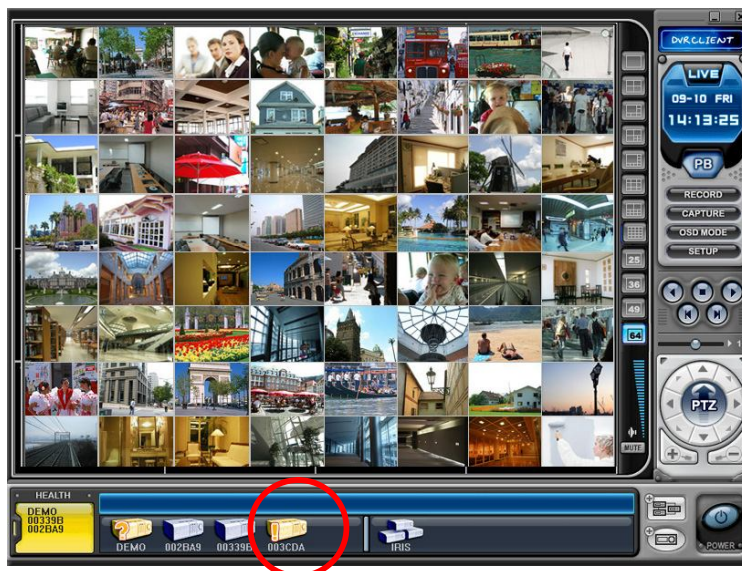 DVRCLIENT
LIVE
09-10 FRI
14:13:25
PB
RECORD
CAPTURE
OSD MODE
SETUP
25
36
49
64
1
PTZ
MUTE
HEALTH
DEMO
00339B
002BA9
DEMO
002BA9
00339B
003CDA
IRIS
POWER